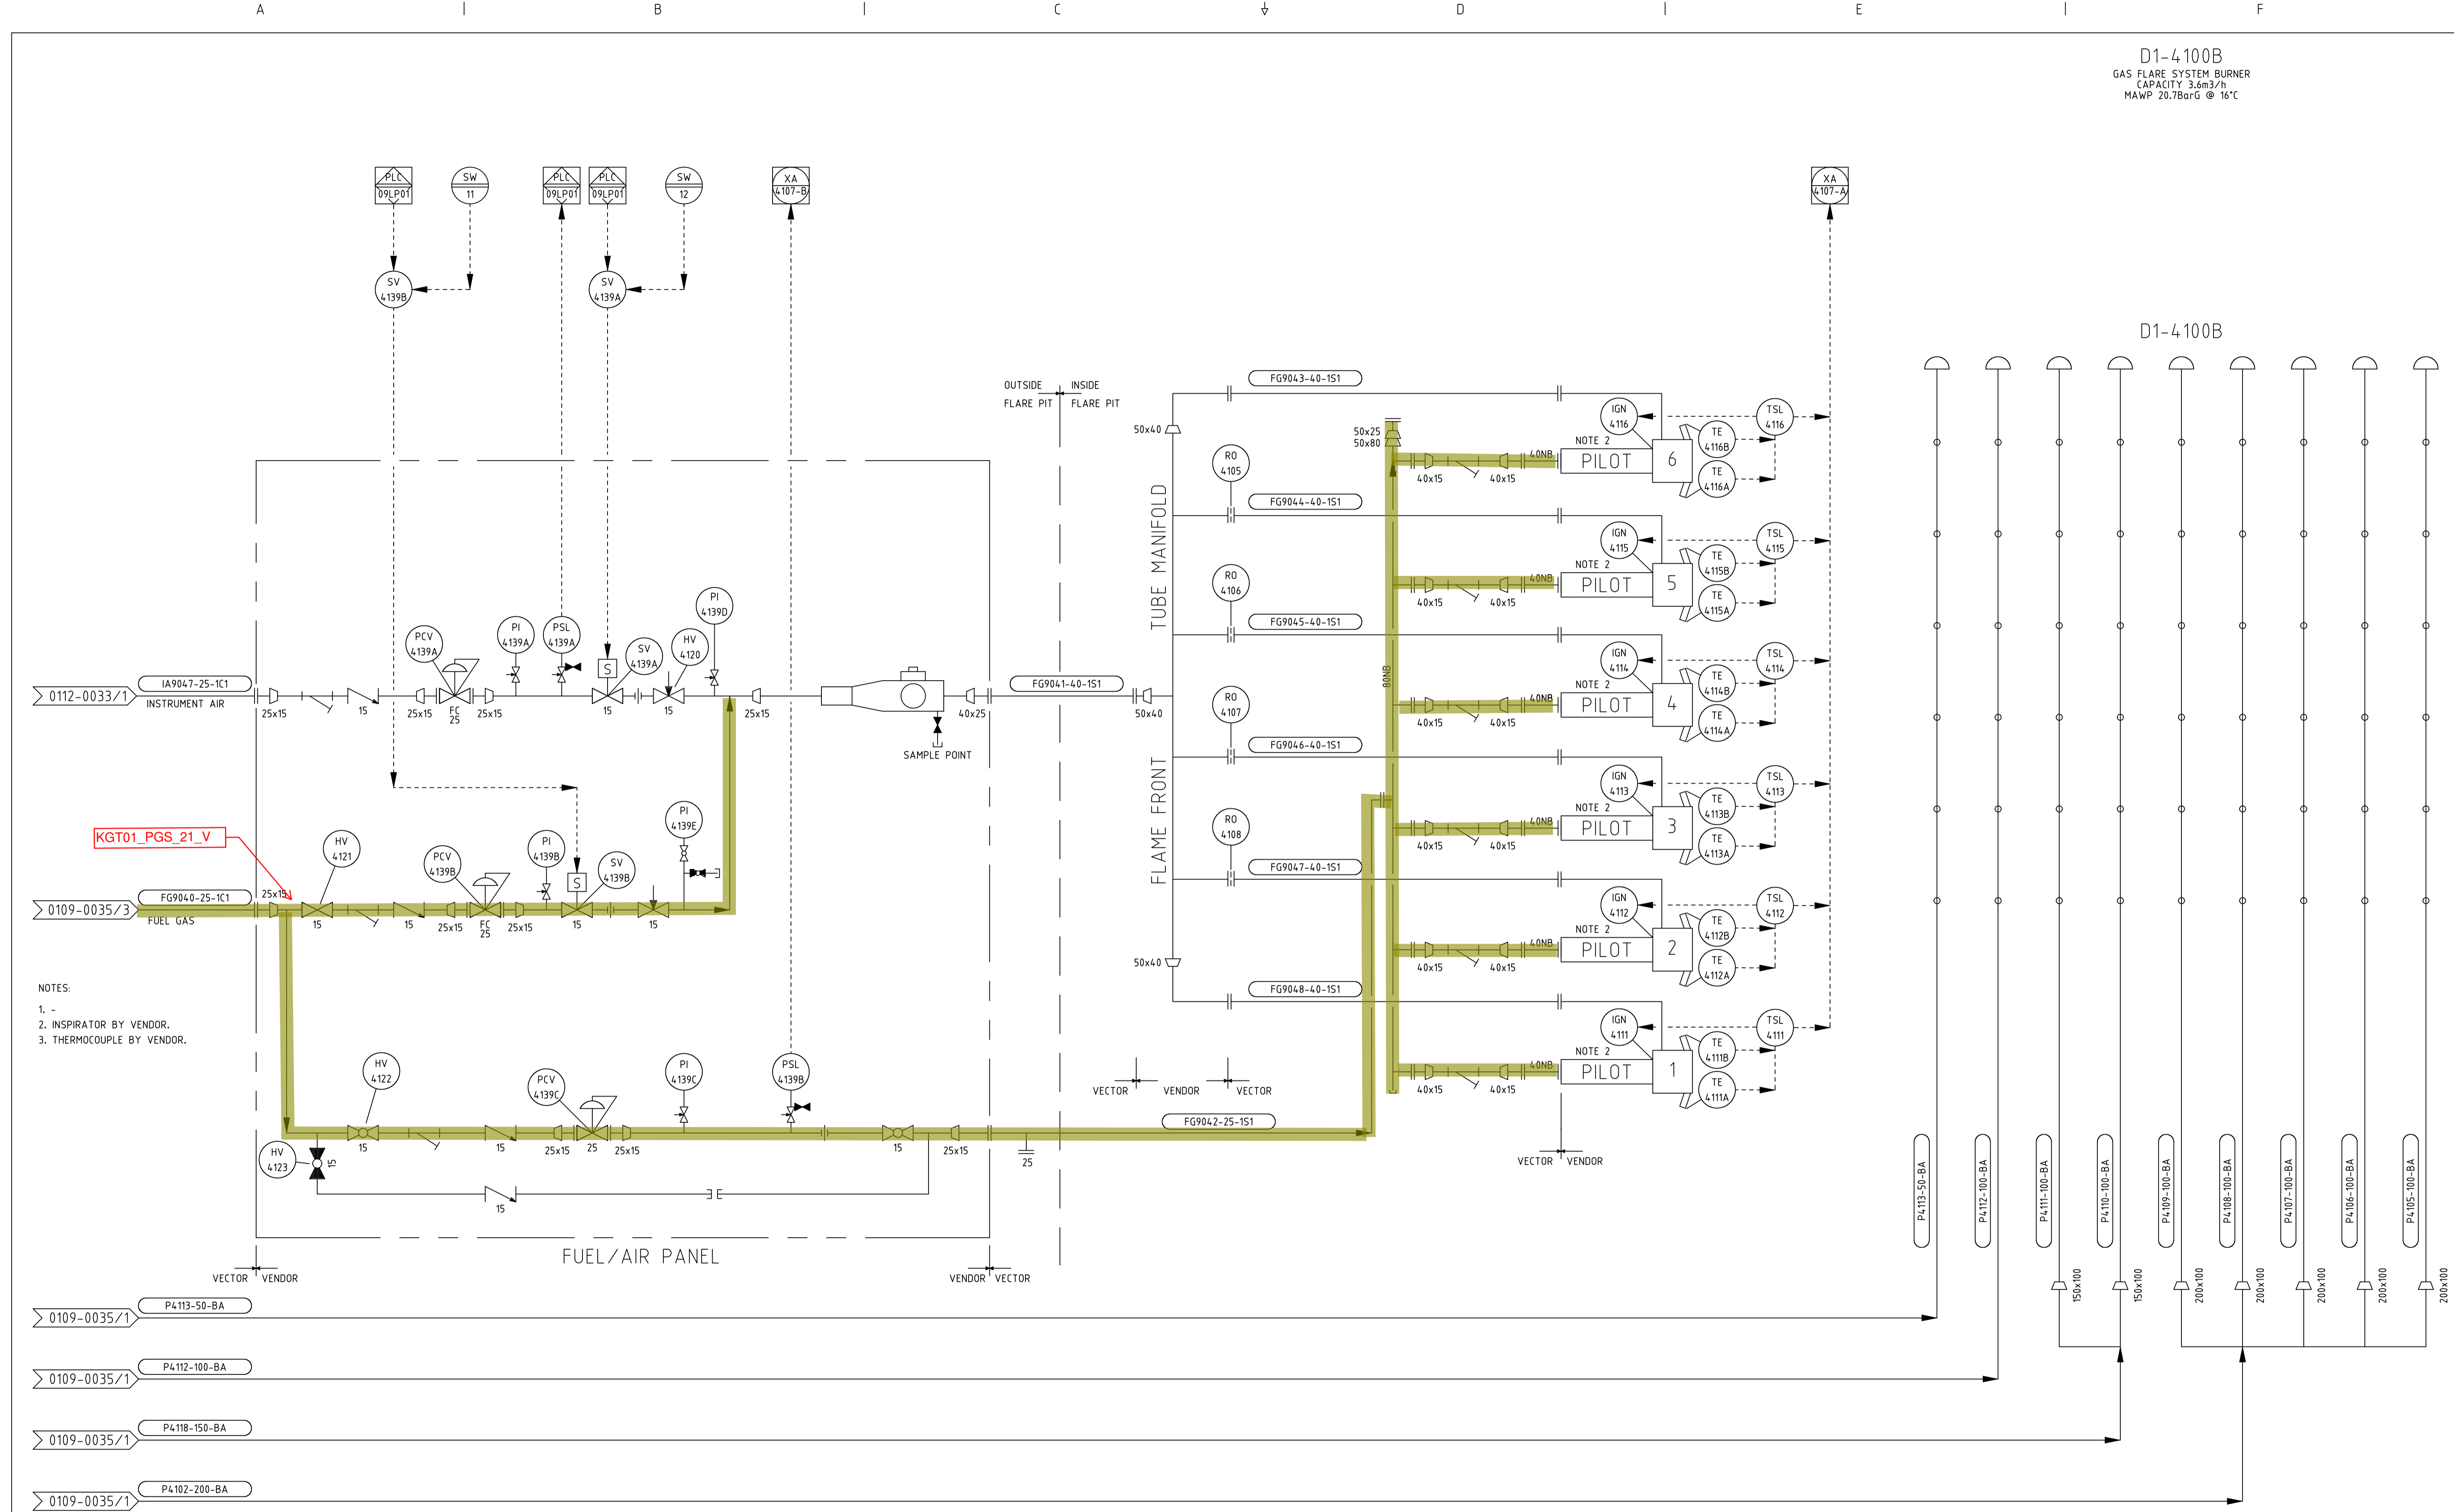 A
B
C
D
E
F
D1-4100B
GAS FLARE SYSTEM BURNER
CAPACITY 3.6m3/h
MAWP 20.7BarG @ 16°C
PLC
09LP01
SW
11
PLC
09LP01
PLC
09LP01
SW
12
XA
4107-B
XA
4107-A
SV
4139B
SV
4139A
D1-4100B
OUTSIDE
FLARE PIT
INSIDE
FLARE PIT
FG9043-40-1S1
50x40
50x25
50x80
RO
4105
FG9044-40-1S1
RO
4106
FG9045-40-1S1
RO
4107
FG9046-40-1S1
RO
4108
FG9047-40-1S1
50x40
FG9048-40-1S1
TUBE MANIFOLD
FLAME FRONT
80NB
IGN
4116
TSL
4116
NOTE 2
TE
4116B
40NB
PILOT
6
TE
4116A
40x15
40x15
IGN
4115
TSL
4115
NOTE 2
TE
4115B
40NB
PILOT
5
TE
4115A
40x15
40x15
IGN
4114
TSL
4114
NOTE 2
TE
4114B
40NB
PILOT
4
TE
4114A
40x15
40x15
IGN
4113
TSL
4113
NOTE 2
TE
4113B
40NB
PILOT
3
TE
4113A
40x15
40x15
IGN
4112
TSL
4112
NOTE 2
TE
4112B
40NB
PILOT
2
TE
4112A
40x15
40x15
IGN
4111
TSL
4111
NOTE 2
TE
4111B
40NB
PILOT
1
TE
4111A
40x15
40x15
PCV
4139A
PI
4139A
PSL
4139A
S
SV
4139A
HV
4120
PI
4139D
0112-0033/1
IA9047-25-1C1
INSTRUMENT AIR
25x15
15
25x15
FC
25
25x15
15
15
25x15
40x25
SAMPLE POINT
FG9041-40-1S1
50x40
KGT01_PGS_21_V
HV
4121
PCV
4139B
PI
4139B
S
SV
4139B
PI
4139E
0109-0035/3
FG9040-25-1C1
FUEL GAS
25x15
15
15
25x15
FC
25
25x15
15
15
NOTES:
1. -
2. INSPIRATOR BY VENDOR.
3. THERMOCOUPLE BY VENDOR.
HV
4122
PCV
4139C
PI
4139C
PSL
4139B
HV
4123
15
15
15
25x15
25
25x15
15
25x15
25
15
FG9042-25-1S1
VECTOR
VENDOR
VECTOR
VECTOR
VENDOR
FUEL/AIR PANEL
VECTOR
VENDOR
VENDOR
VECTOR
P4113-50-BA
P4112-100-BA
P4111-100-BA
P4110-100-BA
P4109-100-BA
P4108-100-BA
P4107-100-BA
P4106-100-BA
P4105-100-BA
150x100
150x100
200x100
200x100
200x100
200x100
200x100
0109-0035/1
P4113-50-BA
0109-0035/1
P4112-100-BA
0109-0035/1
P4118-150-BA
0109-0035/1
P4102-200-BA